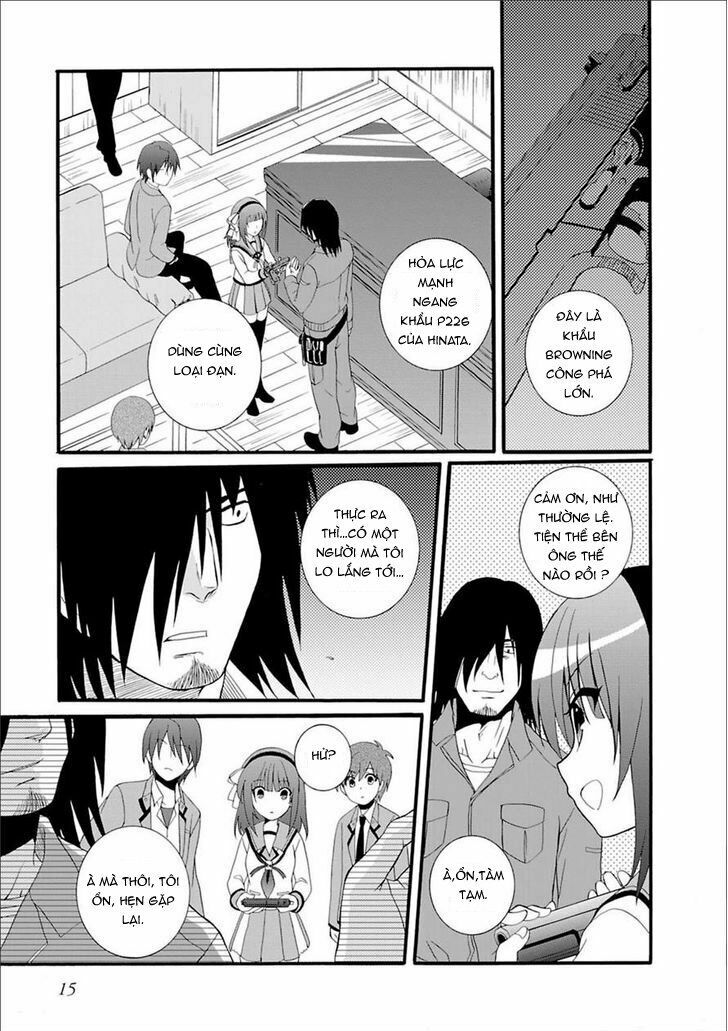 ĐÂY LÀ
KHẨU
BROWNING
CÔNG PHÁ
LỚN.
HỎA LỰC
MẠNH
NGANG
KHẨU P226
CỦA HINATA.
DÙNG CÙNG
LOẠI ĐẠN.
CẢM ƠN, NHƯ
THƯỜNG LỆ.
TIỆN THỂ BÊN
ÔNG THẾ
NÀO RỒI ?
À,ỔN,TÀM
TẠM.
THỰC RA
THÌ...CÓ MỘT
NGƯỜI MÀ TÔI
LO LẮNG TỚI...
HỬ?
À MÀ THÔI, TÔI
ỔN, HẸN GẶP
LẠI.
15